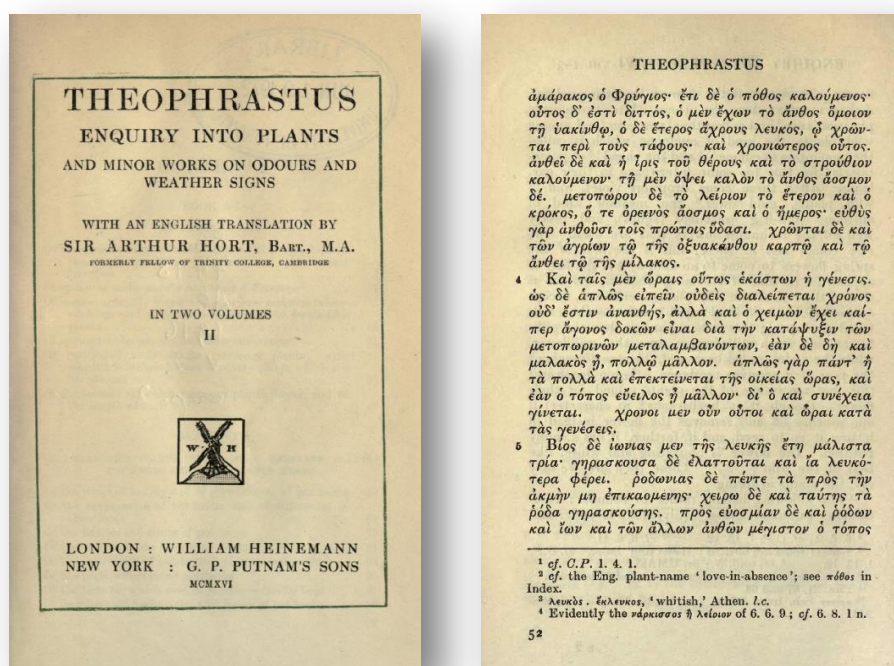 THEOPHRASTUS
ENQUIRY INTO PLANTS
AND MINOR WORKS ON ODOURS AND
WEATHER SIGNS
WITH AN ENGLISH TRANSLATION BY
SIR ARTHUR HORT, BART., M.A.
FORMERLY FELLOW OF TRINITY COLLEGE, CAMBRIDGE
IN TWO VOLUMES
II
W H
LONDON : WILLIAM HEINEMANN
NEW YORK : G. P. PUTNAM'S SONS
MCMXVI
THEOPHRASTUS
ἀμάρακος ὁ Φρύγιος· ἔτι δὲ ὁ πόθος καλούμενος·
οὗτος δ' ἐστὶ διττός, ὁ μὲν ἔχων τὸ ἄνθος ὅμοιον
τῇ ὑακίνθῳ, ὁ δὲ ἕτερος ἄχρους λευκός, ᾧ χρῶν-
ται περὶ τοὺς τάφους· καὶ χρονιώτερος οὗτος.
ἀνθεῖ δὲ καὶ ἡ ἶρις τοῦ θέρους καὶ τὸ στρούθιον
καλούμενον· τῇ μὲν ὄψει καλὸν τὸ ἄνθος ἄοσμον
δέ. μετοπώρου δὲ τὸ λείριον τὸ ἕτερον καὶ ὁ
κρόκος, ὅ τε ὀρεινὸς ἄοσμος καὶ ὁ ἥμερος· εὐθὺς
γὰρ ἀνθοῦσι τοῖς πρώτοις ὕδασι. χρῶνται δὲ καὶ
τῶν ἀγρίων τῷ τῆς ὀξυακάνθου καρπῷ καὶ τῷ
ἄνθει τῷ τῆς μίλακος.
4 Καὶ ταῖς μὲν ὥραις οὕτως ἑκάστων ἡ γένεσις.
ὡς δὲ ἁπλῶς εἰπεῖν οὐδεὶς διαλείπεται χρόνος
οὐδ' ἔστιν ἀνανθής, ἀλλὰ καὶ ὁ χειμὼν ἔχει καί-
περ ἄγονος δοκῶν εἶναι διὰ τὴν κατάψυξιν τῶν
μετοπωρινῶν μεταλαμβανόντων, ἐὰν δὲ δὴ καὶ
μαλακὸς ᾖ, πολλῷ μᾶλλον. ἁπλῶς γὰρ πάντ' ἢ
τὰ πολλὰ καὶ ἐπεκτείνεται τῆς οἰκείας ὥρας, καὶ
ἐὰν ὁ τόπος εὔειλος ᾖ μᾶλλον· δι' ὃ καὶ συνέχεια
γίνεται. χρονοι μεν οὖν οὗτοι καὶ ὧραι κατὰ
τὰς γενέσεις.
5 Βίος δὲ ἰωνιας μεν τῆς λευκῆς ἔτη μάλιστα
τρία· γηρασκουσα δὲ ἐλαττοῦται καὶ ἴα λευκό-
τερα φέρει. ῥοδωνιας δὲ πέντε τὰ πρὸς τὴν
ἀκμὴν μη ἐπικαομενης· χειρω δὲ καὶ ταύτης τὰ
ῥόδα γηρασκούσης. πρὸς εὐοσμίαν δὲ καὶ ῥόδων
καὶ ἴων καὶ τῶν ἄλλων ἀνθῶν μέγιστον ὁ τόπος
1 cf. C.P. 1. 4. 1.
2 cf. the Eng. plant-name 'love-in-absence'; see πόθος in
Index.
3 λευκὸς . ἔκλευκος, 'whitish,' Athen. l.c.
4 Evidently the νάρκισσος ἢ λείριον of 6. 6. 9 ; cf. 6. 8. 1 n.
52